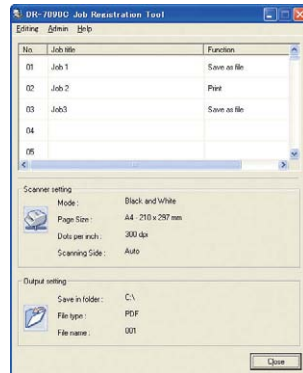 DR-7090C Job Registration Tool
Editing Admin Help
No. Job title Function
01 Job 1 Save as file
02 Job 2 Print
03 Job3 Save as file
04
05
Scanner setting
Mode : Black and White
Page Size : A4 - 210 x 297 mm
Dots per inch : 300 dpi
Scanning Side : Auto
Output setting
Save in folder : C:\
File type : PDF
File name : 001
Close